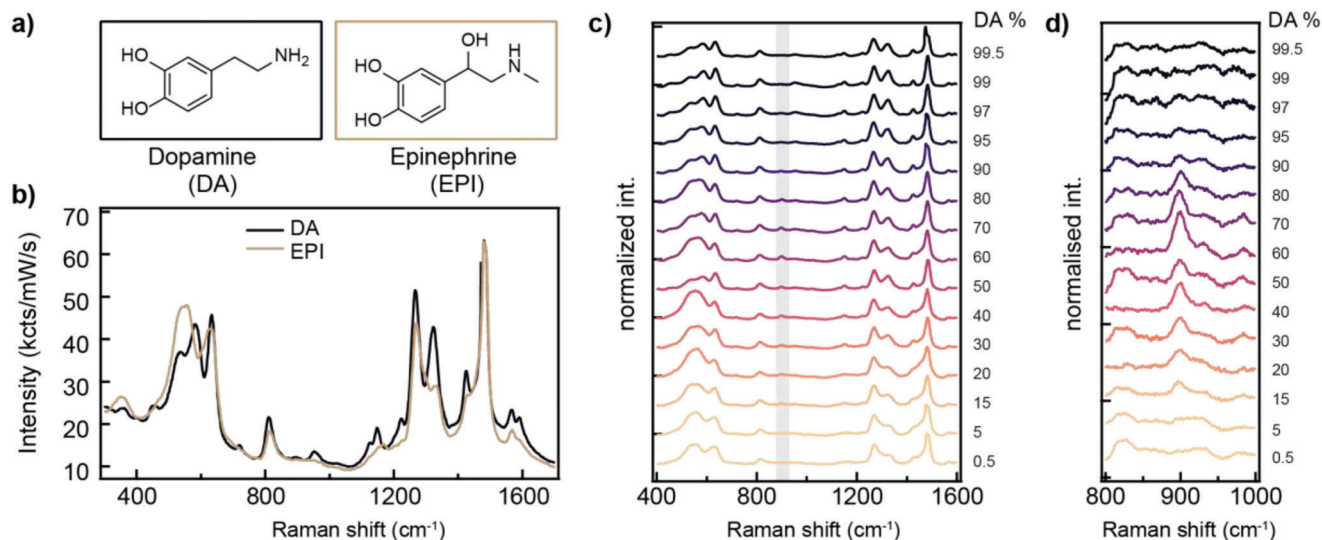 a)
HO
HO
NH₂
Dopamine
(DA)
OH
HO
HO
H
N
Epinephrine
(EPI)
b)
Intensity (kcts/mW/s)
70
60
50
40
30
20
10
DA
EPI
400
800
1200
1600
Raman shift (cm⁻¹)
c)
DA %
normalized int.
99.5
99
97
95
90
80
70
60
50
40
30
20
15
5
0.5
400
800
1200
1600
Raman shift (cm⁻¹)
d)
DA %
normalised int.
99.5
99
97
95
90
80
70
60
50
40
30
20
15
5
0.5
800
900
1000
Raman shift (cm⁻¹)